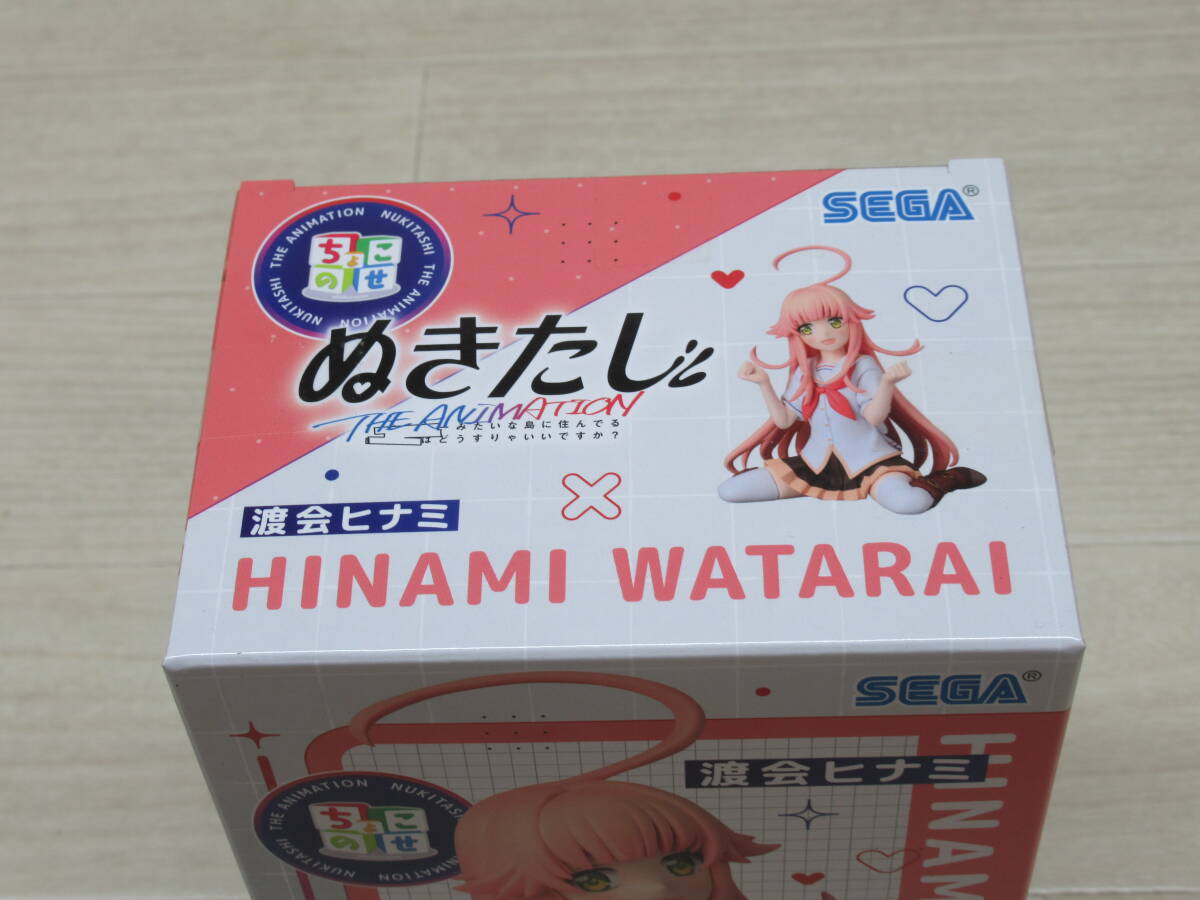 NUKITASHI THE ANIMATION NUKITASHI THE ANIMATION
ちょこ
のせ
SEGA®
ぬきたし
THE ANIMATION
みたいな島に住んでる
はどうすりゃいいですか？
渡会ヒナミ
HINAMI WATARAI
SEGA®
渡会ヒナミ
THE ANIMATION NUKITASHI
NUKITASHI
ちょこ
のせ
HINAM